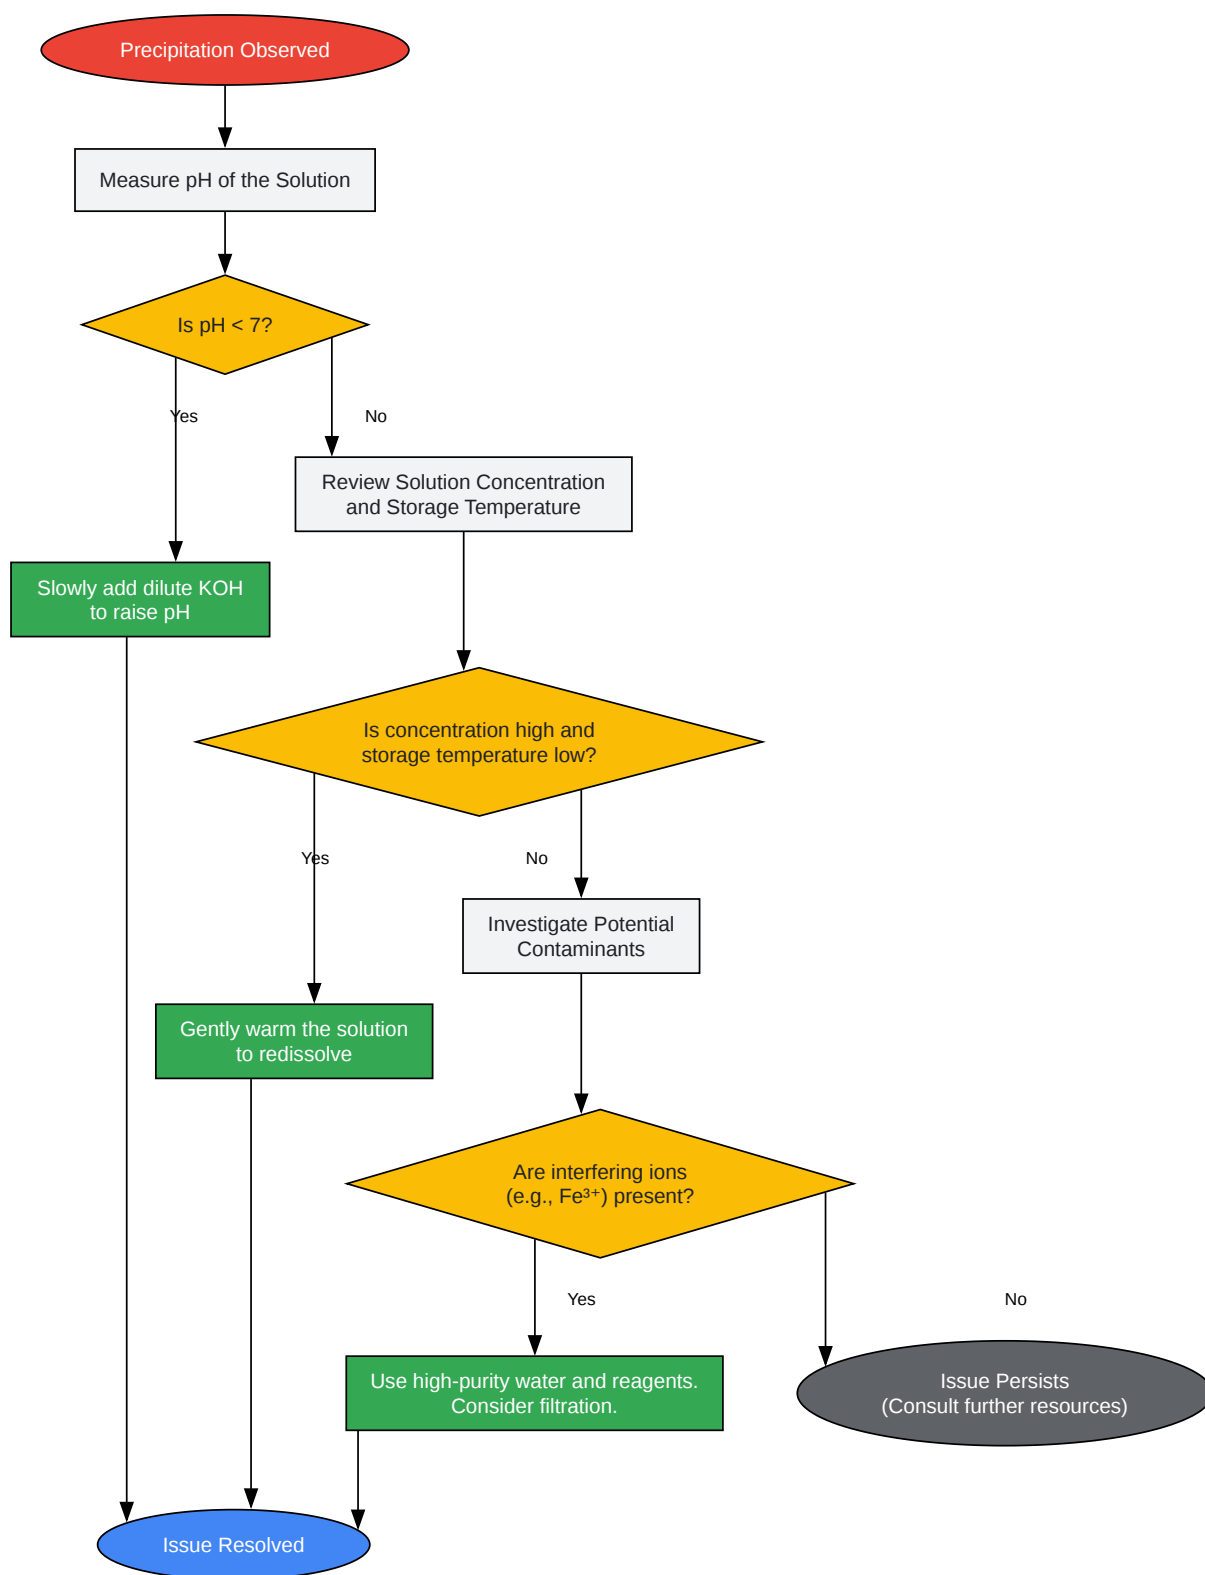 Precipitation Observed
Measure pH of the Solution
Is pH < 7?
Yes
No
Review Solution Concentration
and Storage Temperature
Slowly add dilute KOH
to raise pH
Is concentration high and
storage temperature low?
Yes
No
Investigate Potential
Contaminants
Gently warm the solution
to redissolve
Are interfering ions
(e.g., Fe³⁺) present?
Yes
No
Use high-purity water and reagents.
Consider filtration.
Issue Persists
(Consult further resources)
Issue Resolved